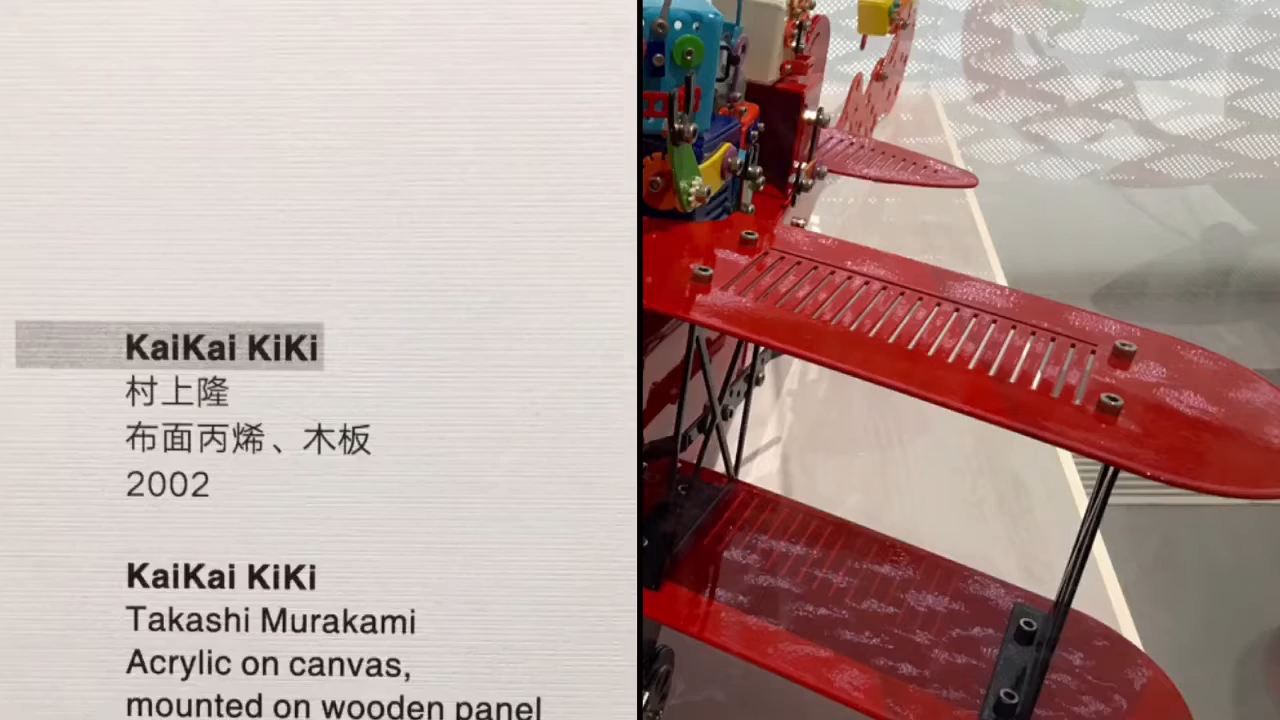 KaiKai KiKi
村上隆
布面丙烯、木板
2002
KaiKai KiKi
Takashi Murakami
Acrylic on canvas,
mounted on wooden panel